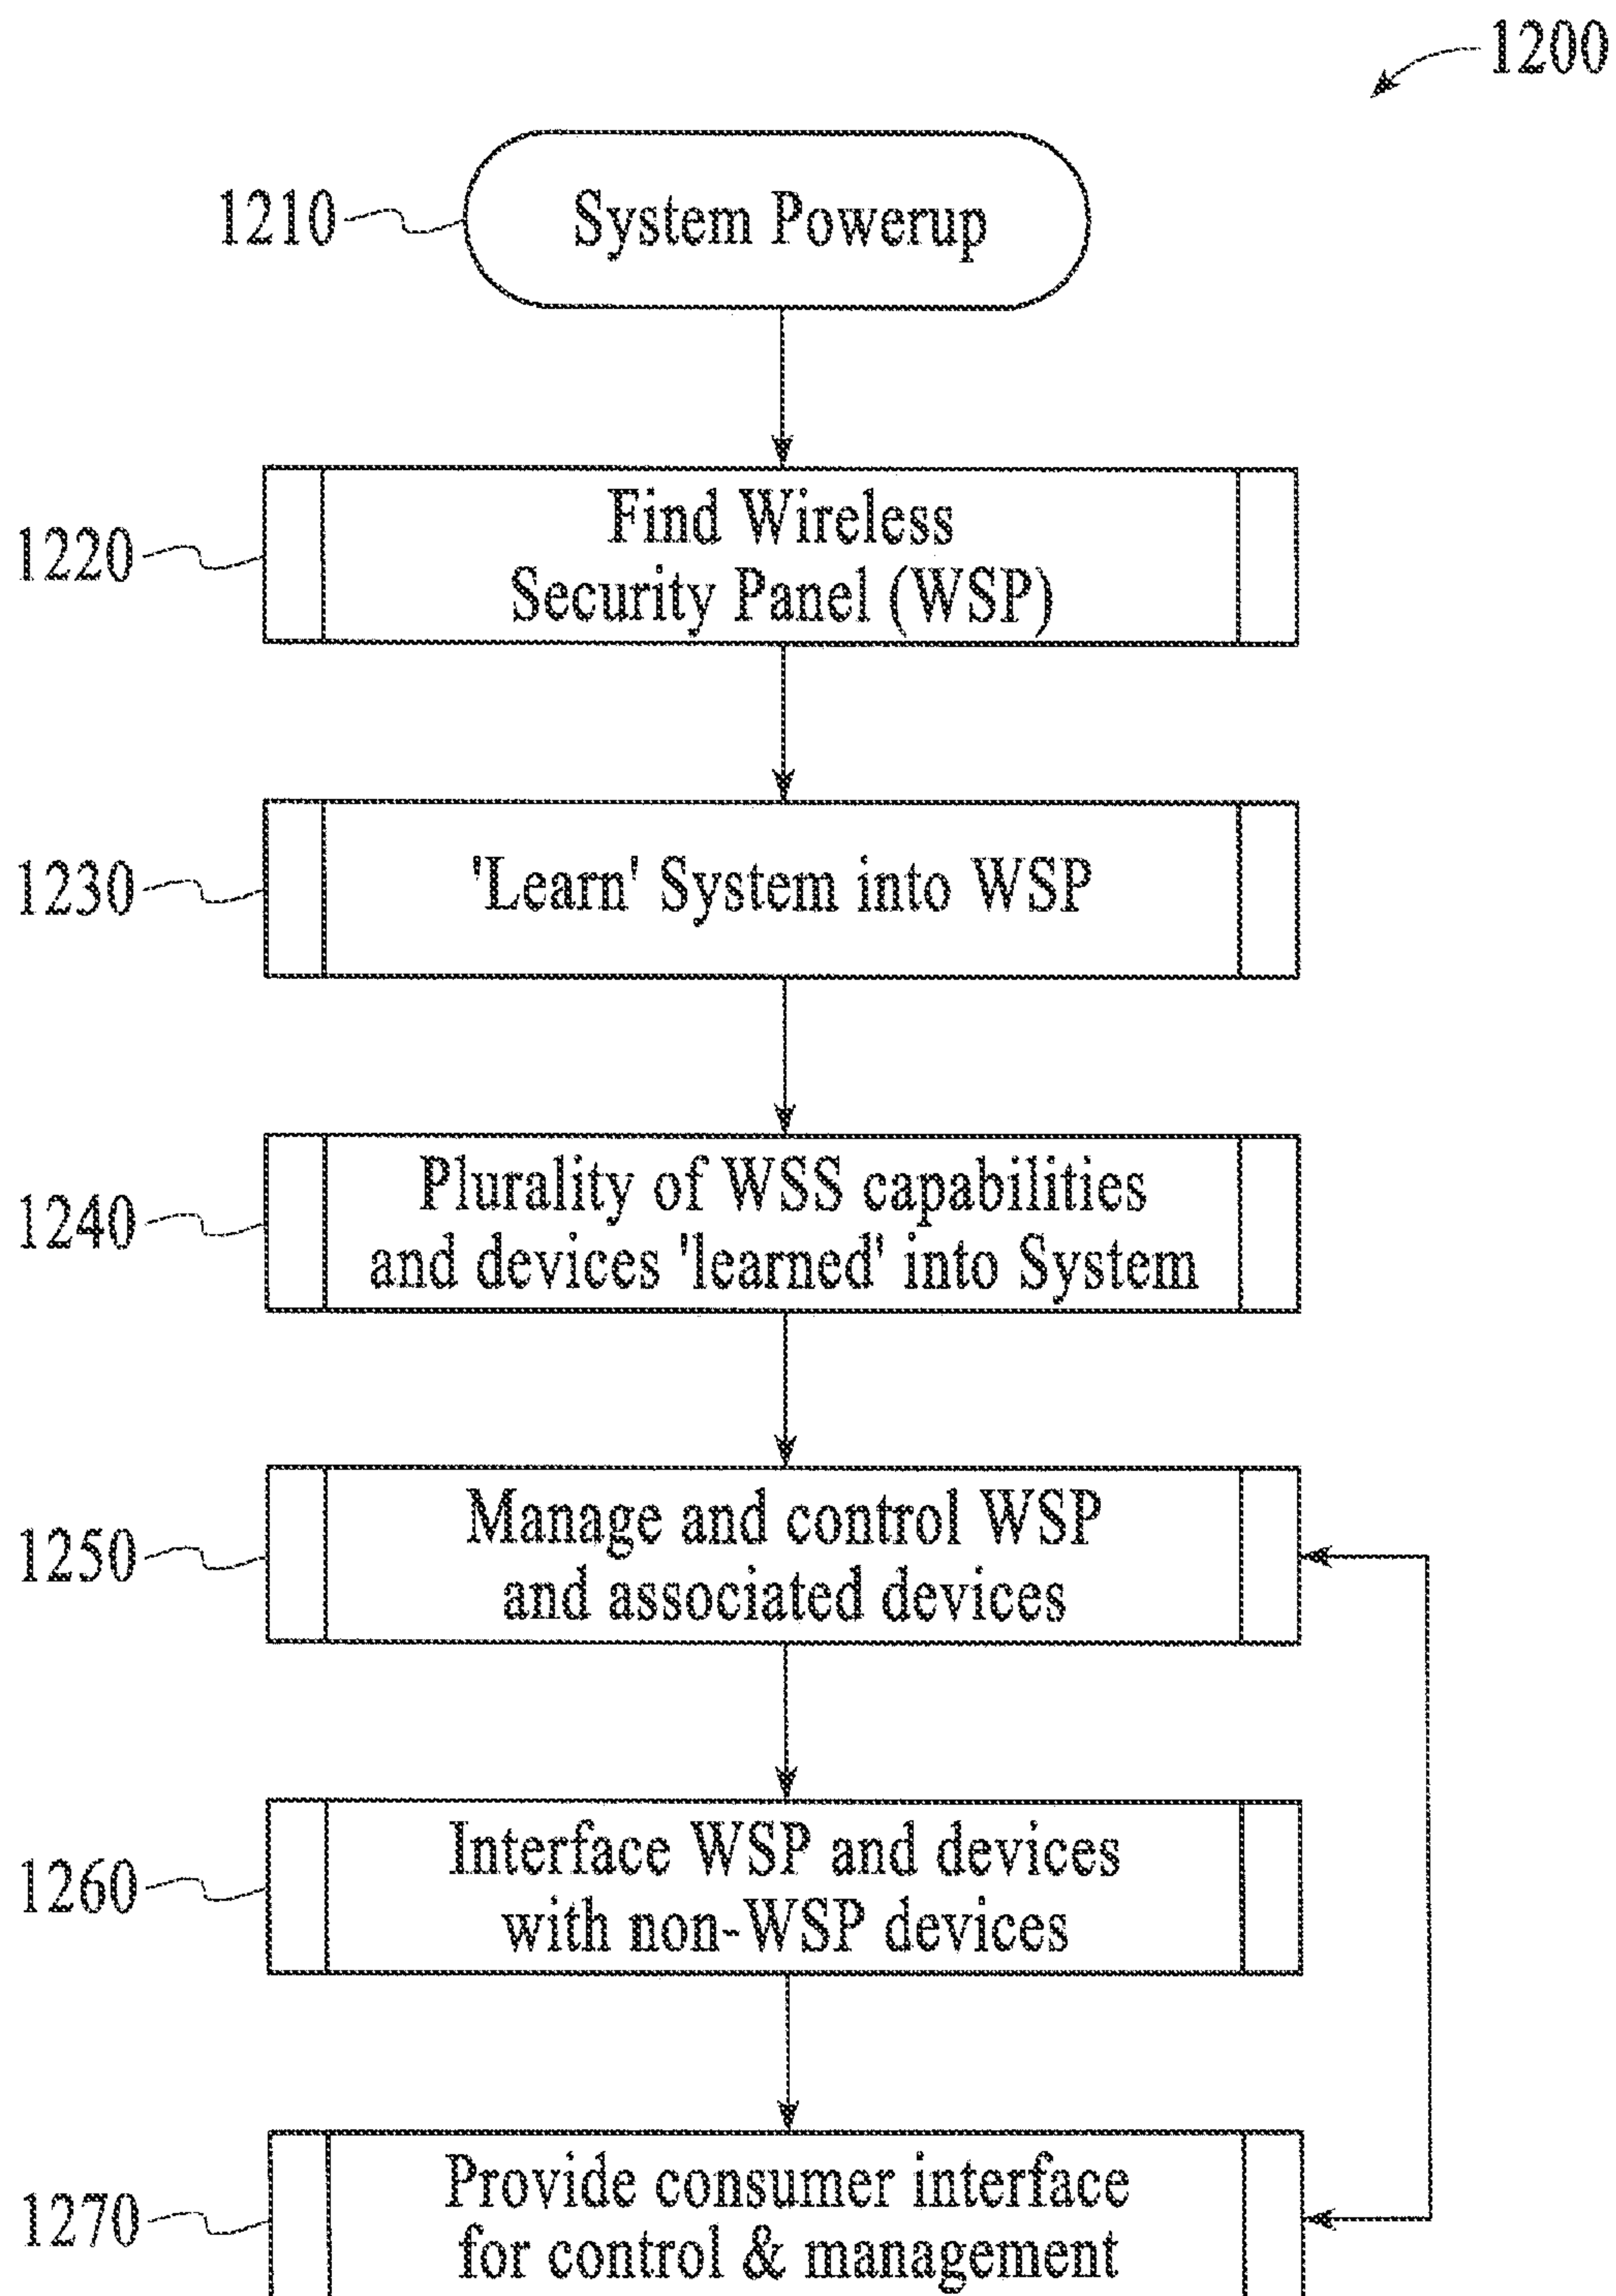 1200
1210
System Powerup
1220
Find Wireless
Security Panel (WSP)
1230
'Learn' System into WSP
1240
Plurality of WSS capabilities
and devices 'learned' into System
1250
Manage and control WSP
and associated devices
1260
Interface WSP and devices
with non-WSP devices
1270
Provide consumer interface
for control & management